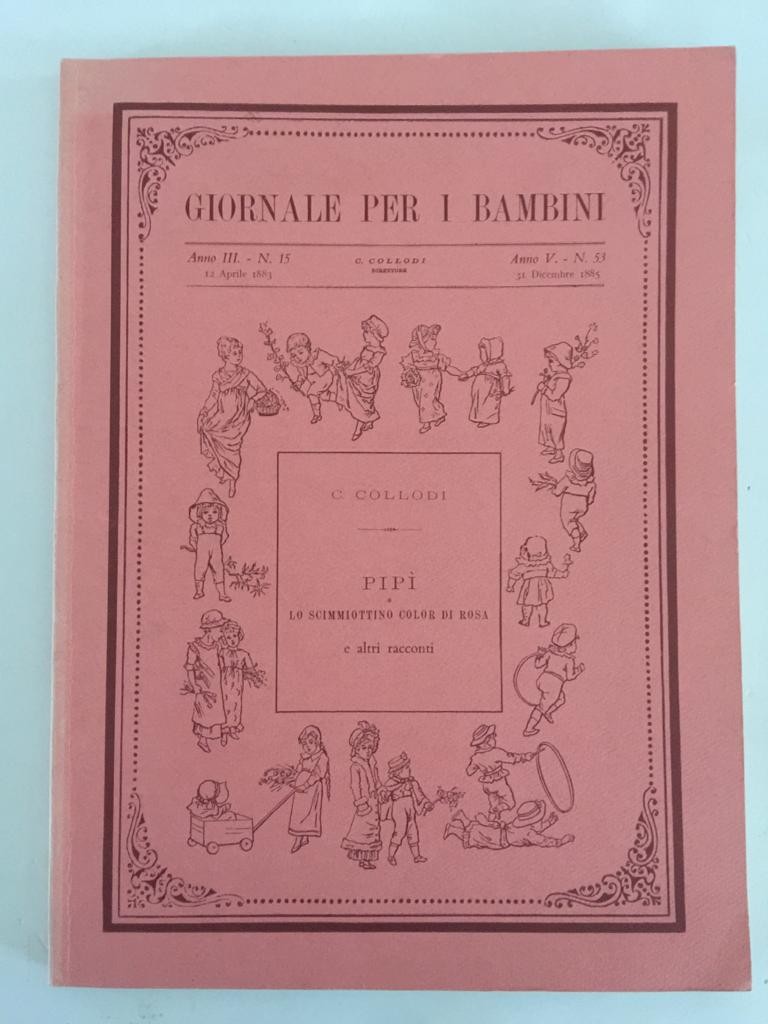 GIORNALE PER I BAMBINI
Anno III. - N. 15
12 Aprile 1883
C. COLLODI
DIRETTORE
Anno V. - N. 53
31 Dicembre 1885
C. COLLODI
PIPÌ
o
LO SCIMMIOTTINO COLOR DI ROSA
e altri racconti